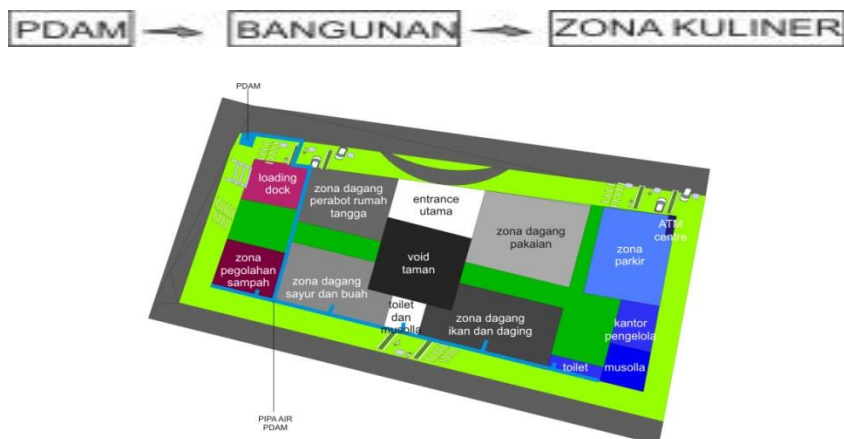 PDAM
BANGUNAN
ZONA KULINER
PDAM
loading
dock
zona dagang
perabot rumah
tangga
entrance
utama
zona dagang
pakaian
ATM
centre
zona
parkir
zona
pegolahan
sampah
zona dagang
sayur dan buah
void
taman
toilet
dan
musolla
zona dagang
ikan dan daging
kantor
pengelola
toilet
musolla
PIPA AIR
PDAM